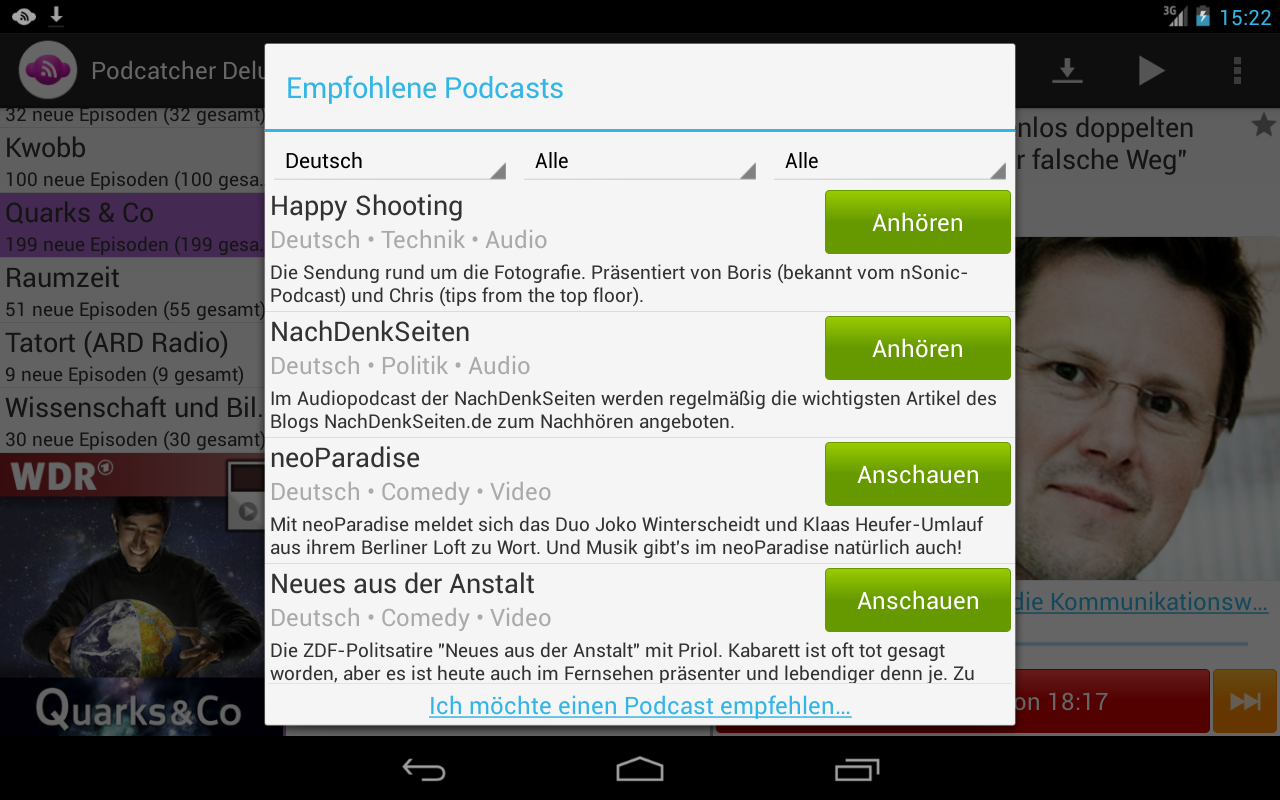 3G 15:22
Podcatcher Delu
32 neue Episoden (32 gesamt)
Kwobb
100 neue Episoden (100 gesa…
Quarks & Co
199 neue Episoden (199 gesa…
Raumzeit
51 neue Episoden (55 gesamt)
Tatort (ARD Radio)
9 neue Episoden (9 gesamt)
Wissenschaft und Bil…
30 neue Episoden (30 gesamt)
WDR
Quarks&Co
Empfohlene Podcasts
Deutsch Alle Alle
Happy Shooting
Anhören
Deutsch • Technik • Audio
Die Sendung rund um die Fotografie. Präsentiert von Boris (bekannt vom nSonic-
Podcast) und Chris (tips from the top floor).
NachDenkSeiten
Anhören
Deutsch • Politik • Audio
Im Audiopodcast der NachDenkSeiten werden regelmäßig die wichtigsten Artikel des
Blogs NachDenkSeiten.de zum Nachhören angeboten.
neoParadise
Anschauen
Deutsch • Comedy • Video
Mit neoParadise meldet sich das Duo Joko Winterscheidt und Klaas Heufer-Umlauf
aus ihrem Berliner Loft zu Wort. Und Musik gibt's im neoParadise natürlich auch!
Neues aus der Anstalt
Anschauen
Deutsch • Comedy • Video
Die ZDF-Politsatire "Neues aus der Anstalt" mit Priol. Kabarett ist oft tot gesagt
worden, aber es ist heute auch im Fernsehen präsenter und lebendiger denn je. Zu
Ich möchte einen Podcast empfehlen…
nlos doppelten
r falsche Weg"
die Kommunikationsw…
on 18:17